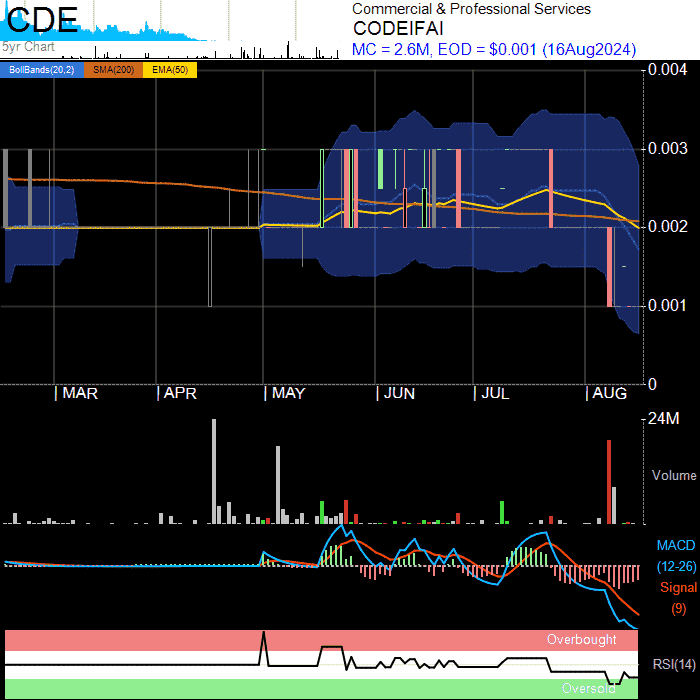 CDE
Commercial & Professional Services
CODEIFAI
5yr Chart
MC = 2.6M, EOD = $0.001 (16Aug2024)
BollBands(20,2) SMA(200) EMA(50)
0.004
0.003
0.002
0.001
0
| MAR | APR | MAY | JUN | JUL | AUG
24M
Volume
MACD
(12-26)
Signal
(9)
Overbought
RSI(14)
Oversold